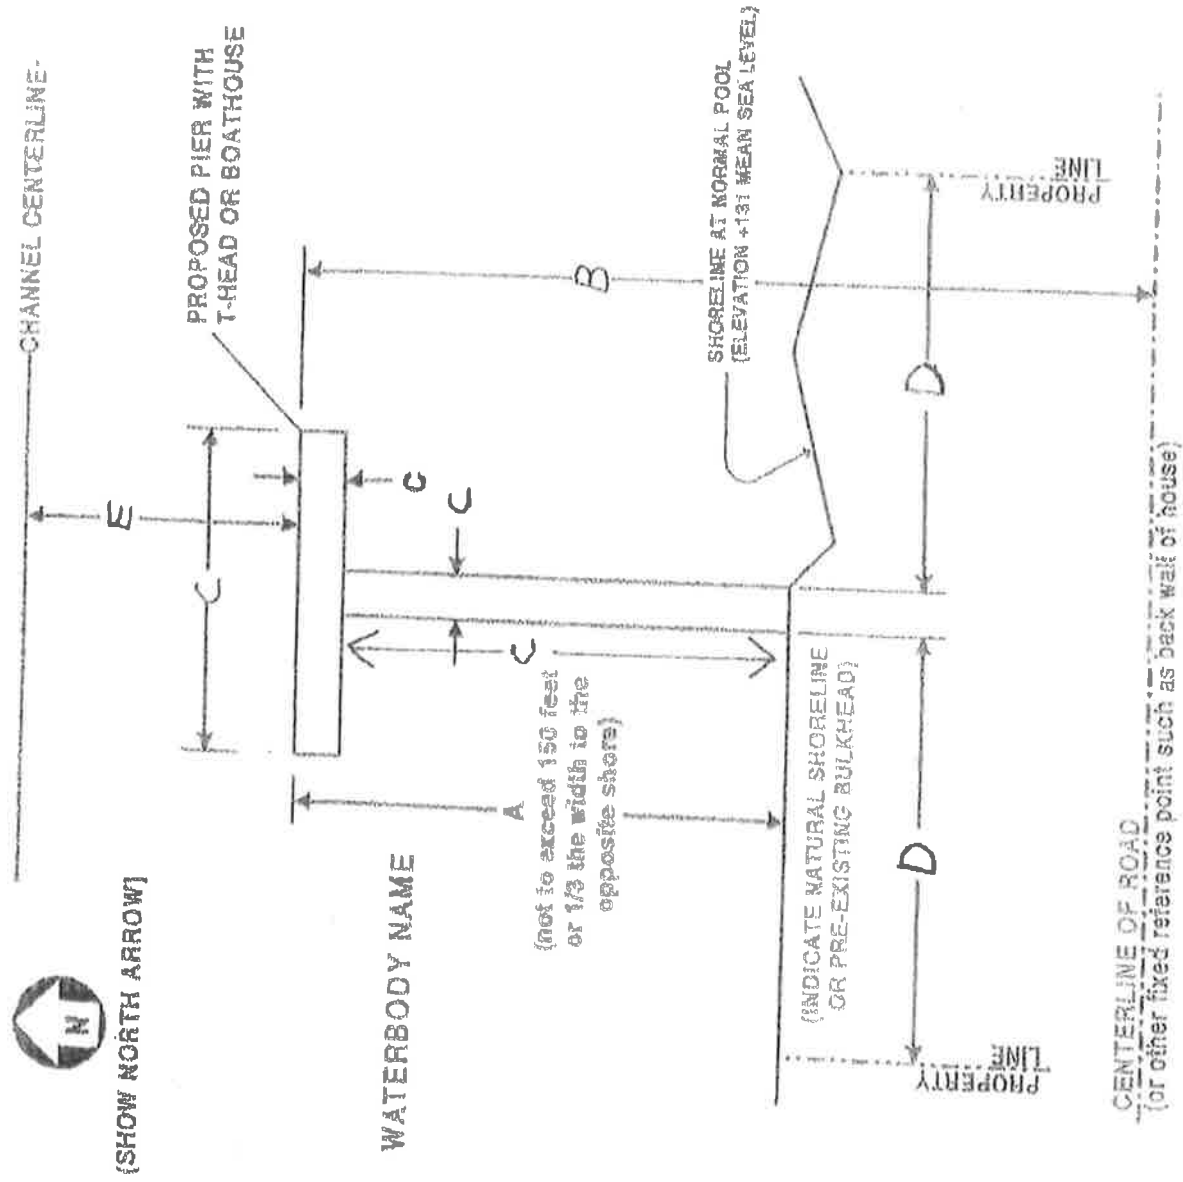 CHANNEL CENTERLINE
PROPOSED PIER WITH
T-HEAD OR BOATHOUSE
E
C
C
C
C
B
SHORELINE AT NORMAL POOL
(ELEVATION +131 MEAN SEA LEVEL)
A
(not to exceed 150 feet
or 1/3 the width to the
opposite shore)
WATERBODY NAME
N
(SHOW NORTH ARROW)
(INDICATE NATURAL SHORELINE
OR PRE-EXISTING BULKHEAD)
D
D
PROPERTY
LINE
PROPERTY
LINE
CENTERLINE OF ROAD
(or other fixed reference point such as back wall of house)